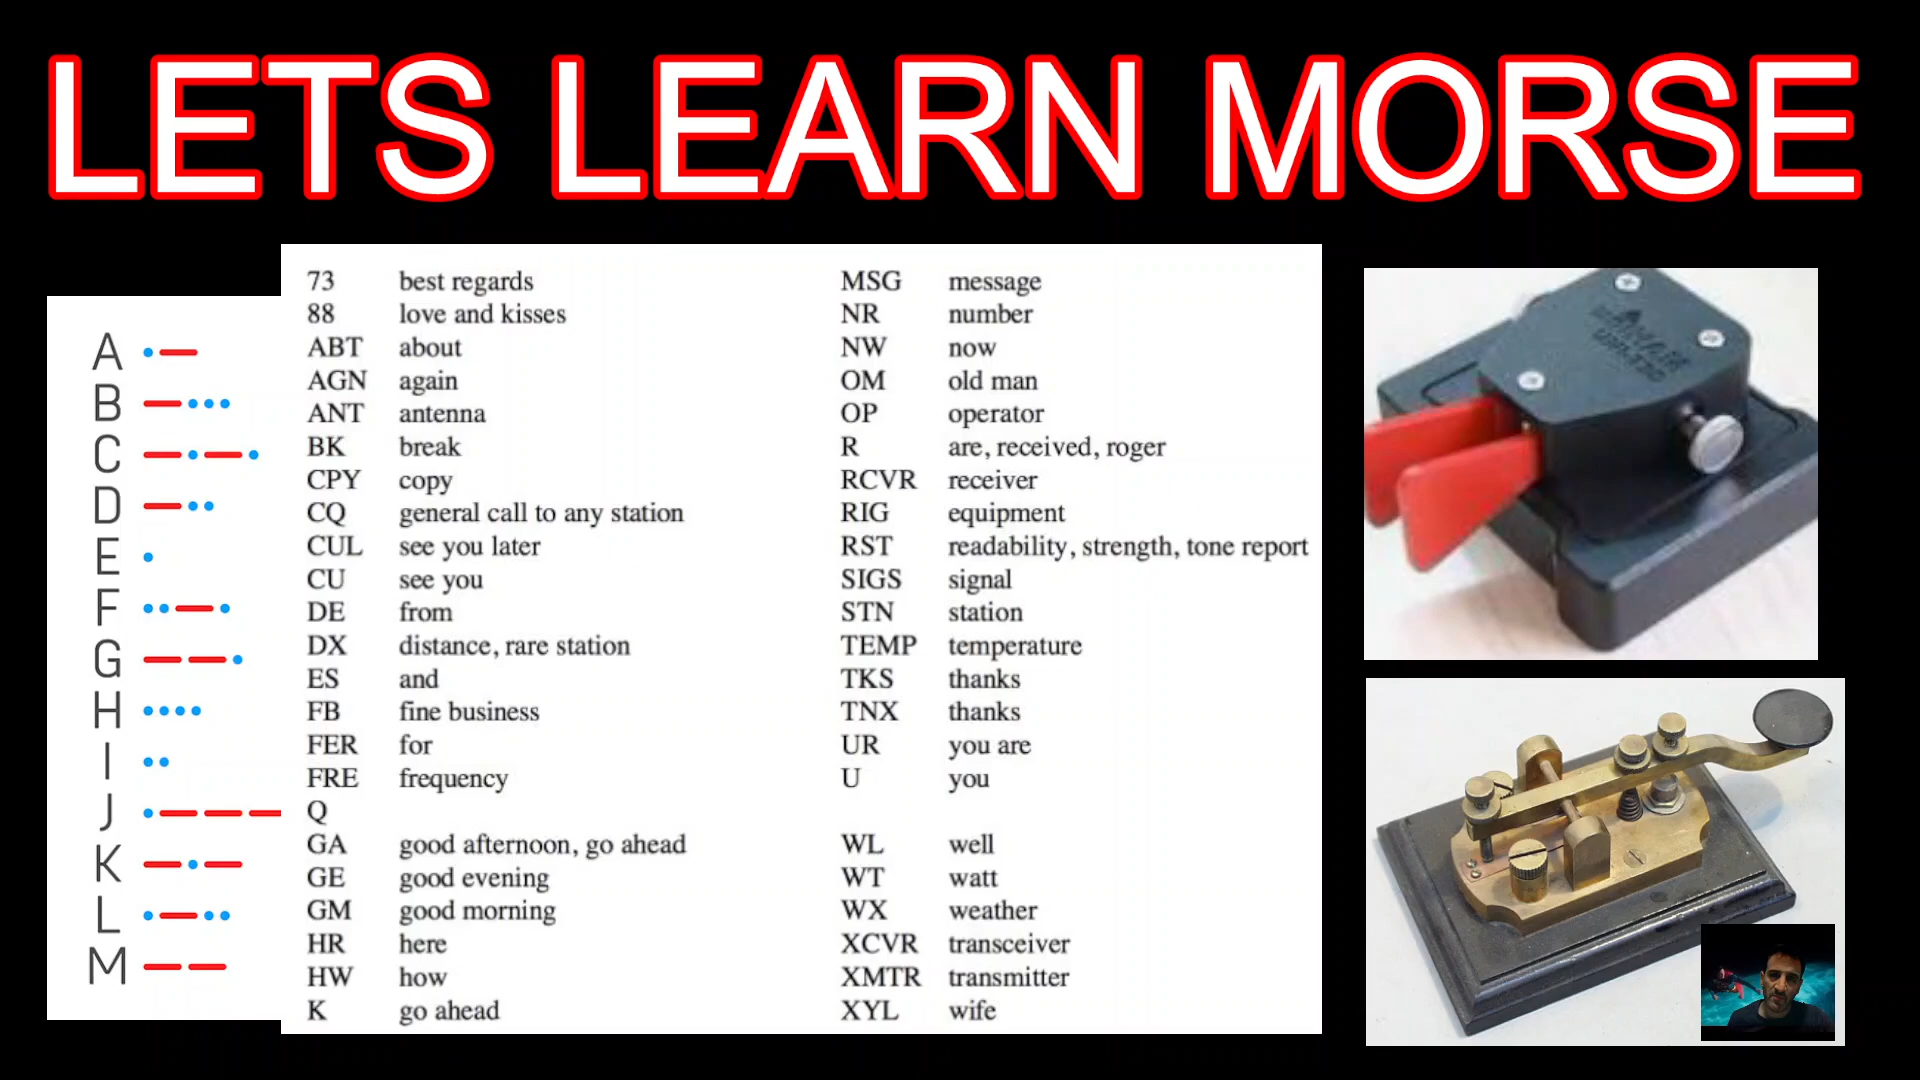 LETS LEARN MORSE
A
B
C
D
E
F
G
H
I
J
K
L
M
73 best regards
88 love and kisses
ABT about
AGN again
ANT antenna
BK break
CPY copy
CQ general call to any station
CUL see you later
CU see you
DE from
DX distance, rare station
ES and
FB fine business
FER for
FRE frequency
Q
GA good afternoon, go ahead
GE good evening
GM good morning
HR here
HW how
K go ahead
MSG message
NR number
NW now
OM old man
OP operator
R are, received, roger
RCVR receiver
RIG equipment
RST readability, strength, tone report
SIGS signal
STN station
TEMP temperature
TKS thanks
TNX thanks
UR you are
U you
WL well
WT watt
WX weather
XCVR transceiver
XMTR transmitter
XYL wife